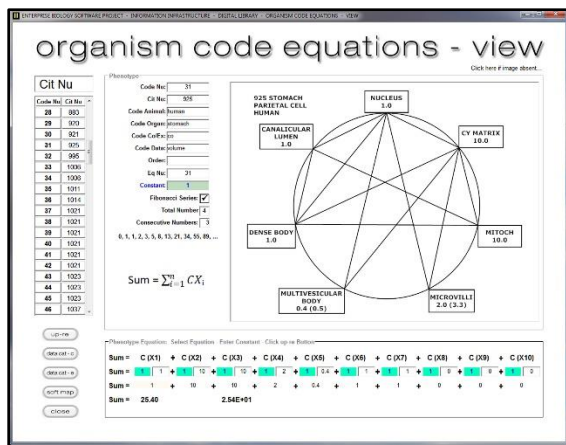 ENTERPRISE BIOLOGY SOFTWARE PROJECT - INFORMATION INFRASTRUCTURE - DIGITAL LIBRARY - ORGANISM CODE EQUATIONS - VIEW
organism code equations - view
Click here if image absent...
Cit Nu
Code Nu Cit Nu
28 880
29 920
30 921
31 925
32 995
33 1006
34 1008
35 1011
36 1014
37 1021
38 1021
39 1021
40 1021
41 1021
42 1021
43 1023
44 1023
45 1023
46 1037
up-re
data cat - c
data cat - e
soft map
close
Phenotype
Code Nu: 31
Cit Nu: 925
Code Animal: human
Code Organ: stomach
Code Co/Ex: co
Code Data: volume
Order:
Eq Nu: 31
Constant: 1
Fibonacci Series:
Total Number: 4
Consecutive Numbers: 3
0, 1, 1, 2, 3, 5, 8, 13, 21, 34, 55, 89, ...
Sum = ∑ⁿᵢ₌₁ CXᵢ
925 STOMACH
PARIETAL CELL
HUMAN
NUCLEUS
1.0
CANALICULAR
LUMEN
1.0
CY MATRIX
10.0
DENSE BODY
1.0
MITOCH
10.0
MULTIVESICULAR
BODY
0.4 (0.5)
MICROVILLI
2.0 (3.3)
Phenotype Equation: Select Equation - Enter Constant - Click up-re Button
Sum = C (X1) + C (X2) + C (X3) + C (X4) + C (X5) + C (X6) + C (X7) + C (X8) + C (X9) + C (X10)
Sum = 1 1 + 1 10 + 1 10 + 1 2 + 1 0.4 + 1 1 + 1 1 + 1 0 + 1 0 + 1 0
Sum = 1 + 10 + 10 + 2 + 0.4 + 1 + 1 + 0 + 0 + 0
Sum = 25.40 2.54E+01